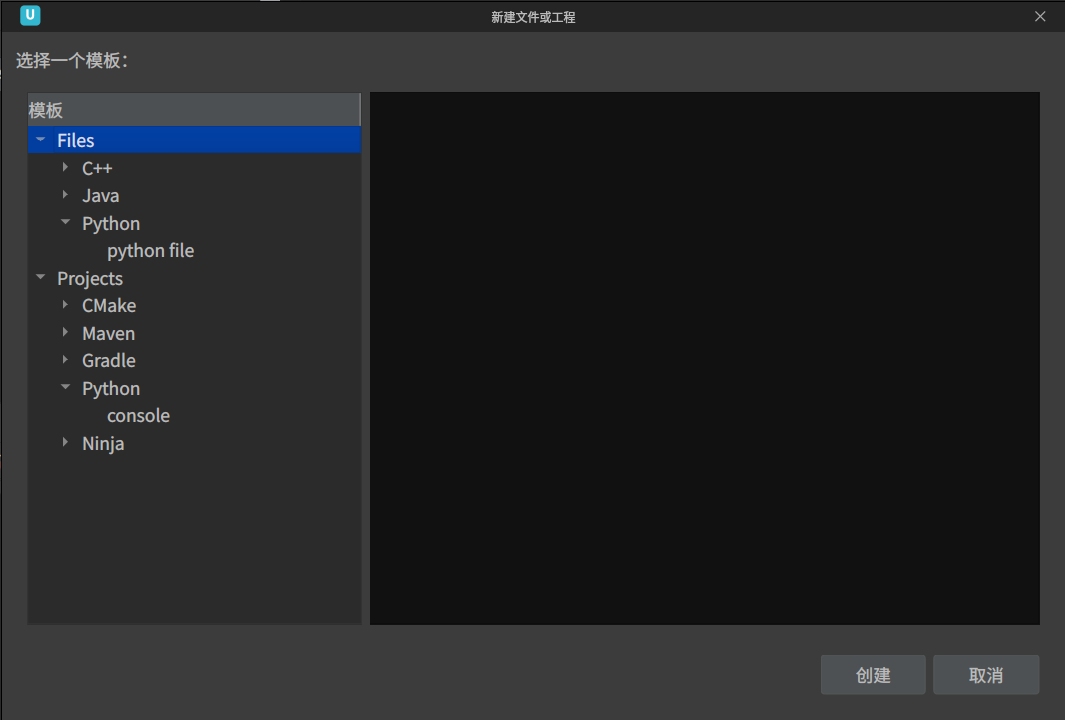 U
新建文件或工程
选择一个模板：
模板
Files
C++
Java
Python
python file
Projects
CMake
Maven
Gradle
Python
console
Ninja
创建
取消